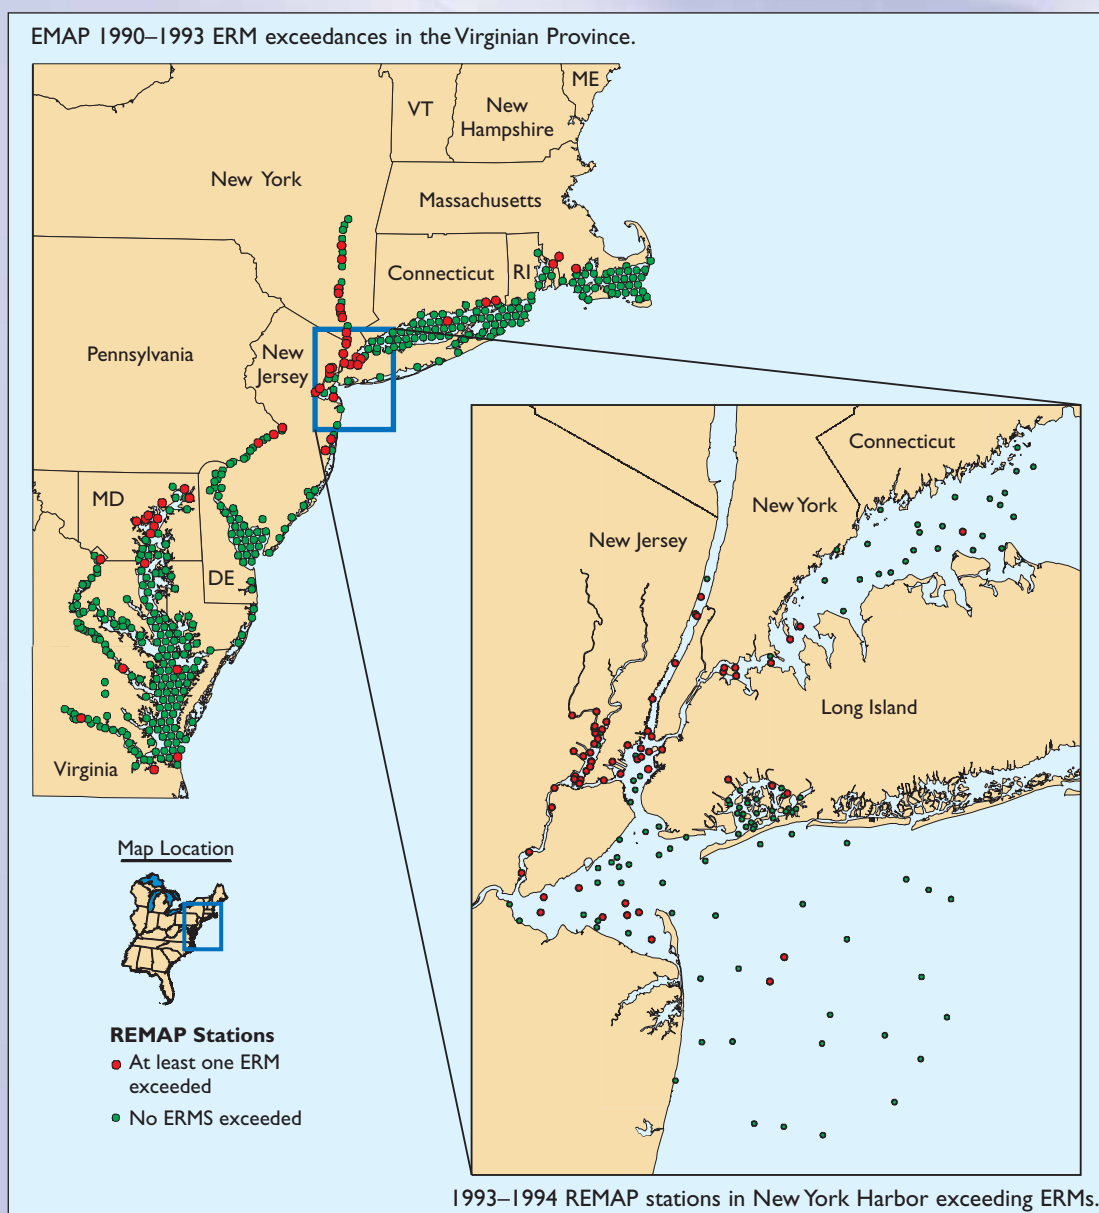 EMAP 1990–1993 ERM exceedances in the Virginian Province.
ME
VT
New
Hampshire
New York
Massachusetts
Connecticut
RI
Pennsylvania
New
Jersey
MD
DE
Virginia
Connecticut
New York
New Jersey
Long Island
Map Location
REMAP Stations
At least one ERM
exceeded
No ERMS exceeded
1993–1994 REMAP stations in New York Harbor exceeding ERMs.